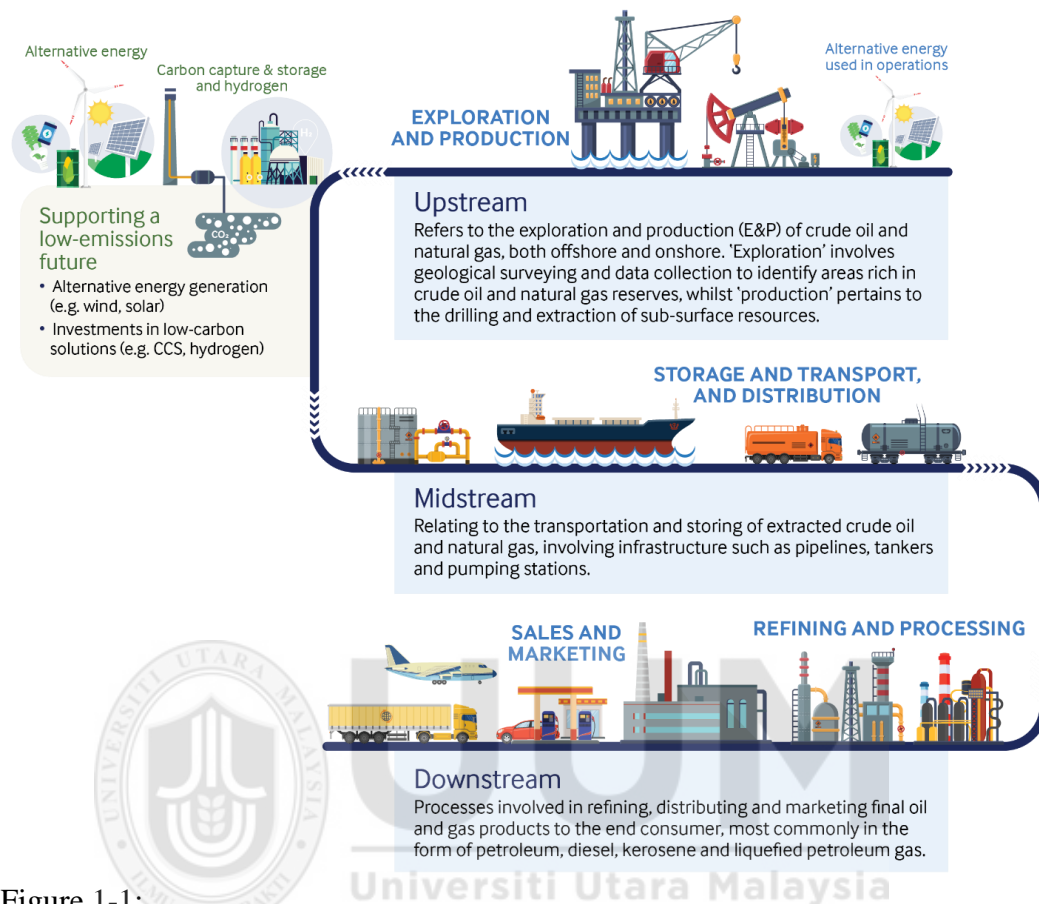 Alternative energy
Carbon capture & storage
and hydrogen
H₂
CO₂
Supporting a
low-emissions
future
• Alternative energy generation
(e.g. wind, solar)
• Investments in low-carbon
solutions (e.g. CCS, hydrogen)
EXPLORATION
AND PRODUCTION
Alternative energy
used in operations
Upstream
Refers to the exploration and production (E&P) of crude oil and
natural gas, both offshore and onshore. ‘Exploration’ involves
geological surveying and data collection to identify areas rich in
crude oil and natural gas reserves, whilst ‘production’ pertains to
the drilling and extraction of sub-surface resources.
STORAGE AND TRANSPORT,
AND DISTRIBUTION
Midstream
Relating to the transportation and storing of extracted crude oil
and natural gas, involving infrastructure such as pipelines, tankers
and pumping stations.
SALES AND
MARKETING
REFINING AND PROCESSING
Downstream
Processes involved in refining, distributing and marketing final oil
and gas products to the end consumer, most commonly in the
form of petroleum, diesel, kerosene and liquefied petroleum gas.
UUM
Universiti Utara Malaysia
Figure 1-1: